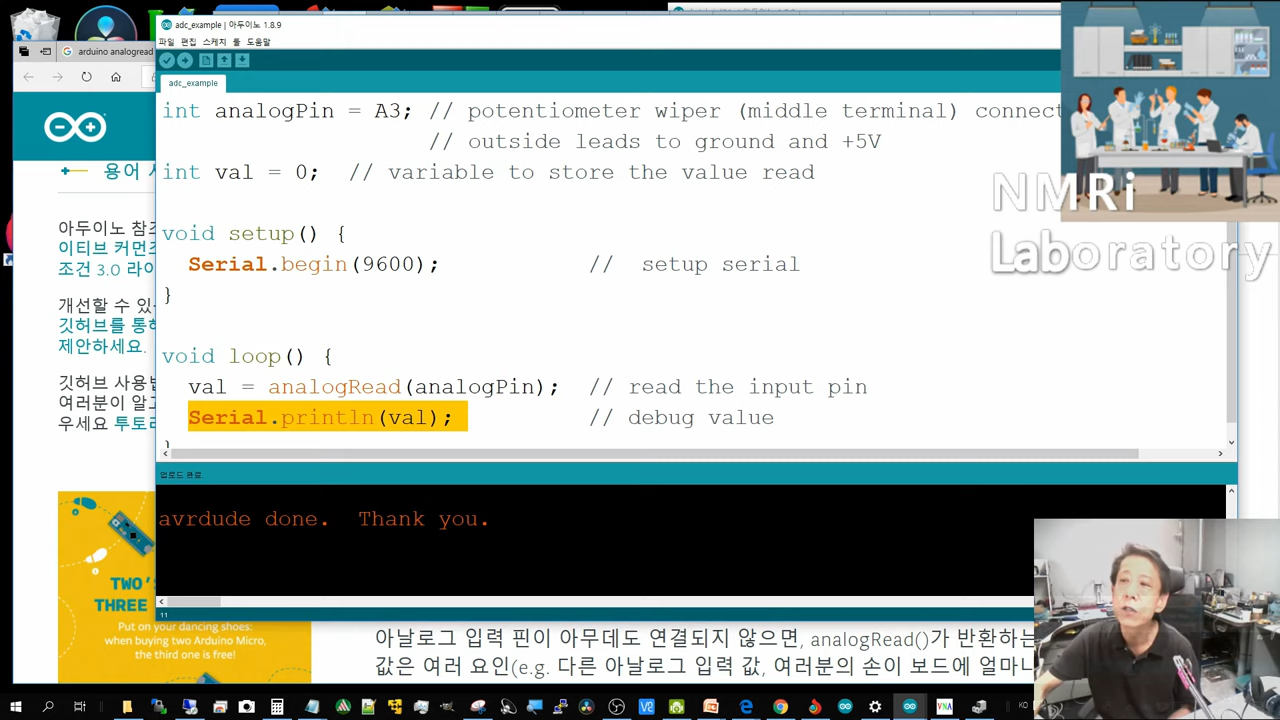 adc_example | 아두이노 1.8.9
파일 편집 스케치 툴 도움말
arduino analogread
adc_example
int analogPin = A3; // potentiometer wiper (middle terminal) connect
// outside leads to ground and +5V
int val = 0; // variable to store the value read
void setup() {
Serial.begin(9600); // setup serial
}
void loop() {
val = analogRead(analogPin); // read the input pin
Serial.println(val); // debug value
}
업로드 완료.
avrdude done. Thank you.
11
NMRi
Laboratory
용어
아두이노 참조
이티브 커먼즈
조건 3.0 라이
개선할 수 있
깃허브를 통해
제안하세요.
깃허브 사용법
여러분이 알고
우세요 투토리
TWO'S
THREE
Put on your dancing shoes:
when buying two Arduino Micro,
the third one is free!
아날로그 입력 핀이 아무데도 연결되지 않으면, analogRead()가 반환하는
값은 여러 요인(e.g. 다른 아날로그 입력 값, 여러분의 손이 보드에 얼마나
VNA